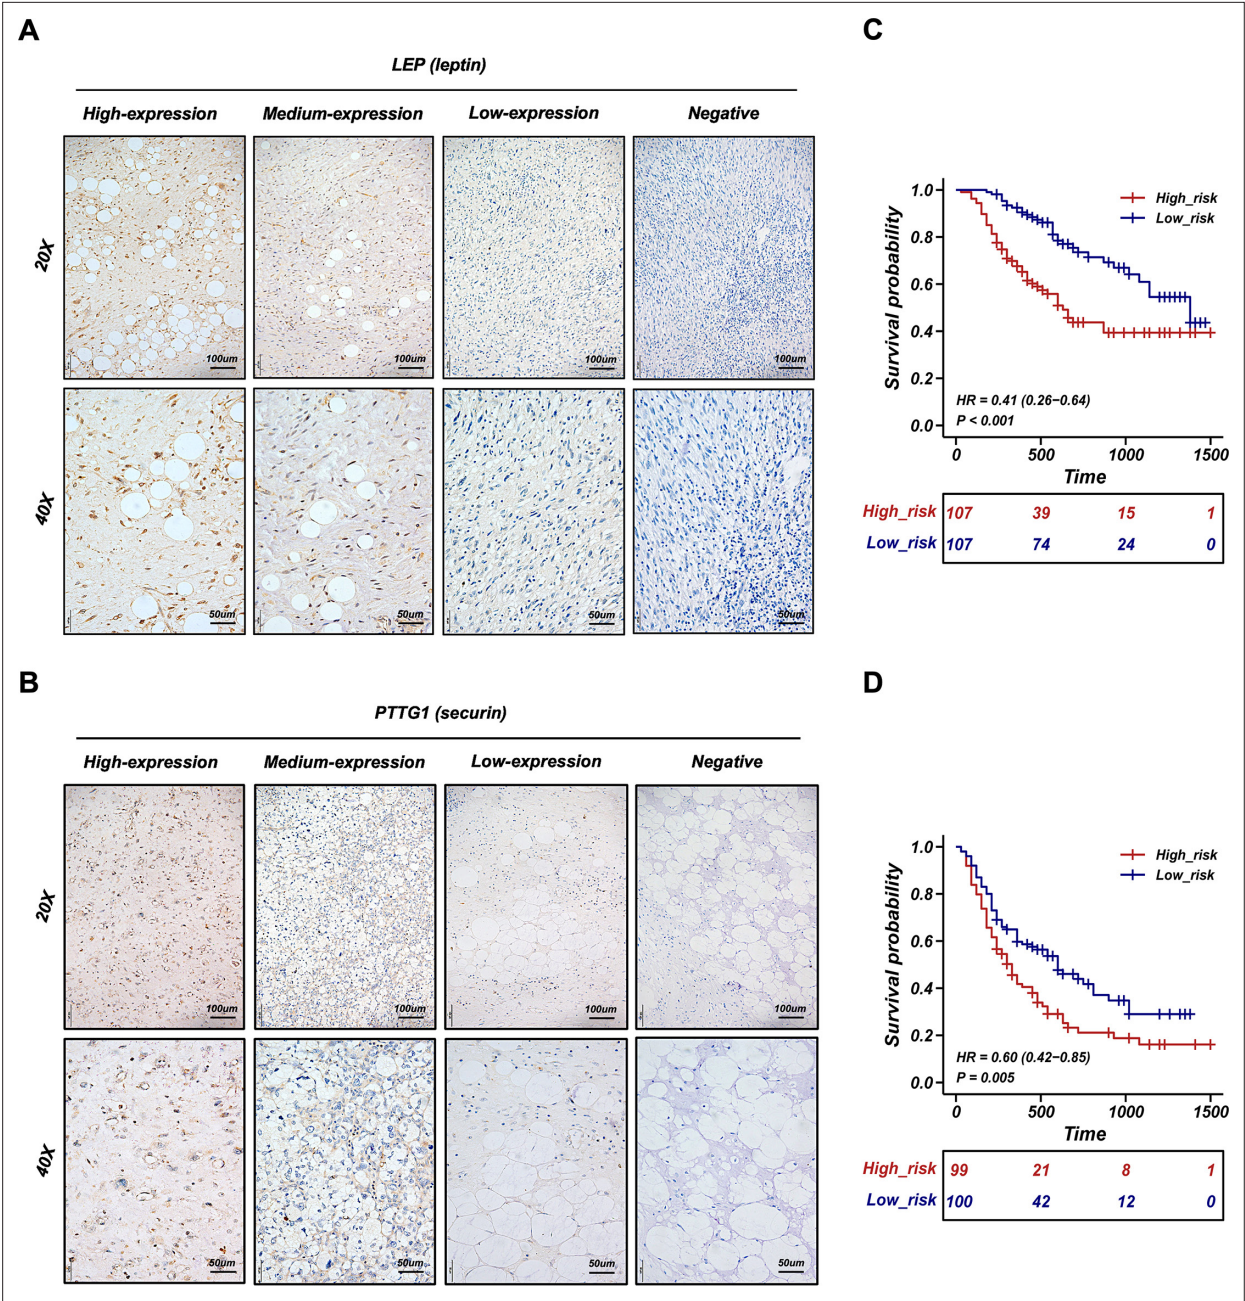 A
LEP (leptin)
High-expression Medium-expression Low-expression Negative
20X
100um 100um 100um 100um
40X
50um 50um 50um 50um
B
PTTG1 (securin)
High-expression Medium-expression Low-expression Negative
20X
100um 100um 100um 100um
40X
50um 50um 50um 50um
C
Survival probability
1.0
0.8
0.6
0.4
0.2
0.0
High_risk
Low_risk
HR = 0.41 (0.26−0.64)
P < 0.001
0 500 1000 1500
Time
High_risk 107 39 15 1
Low_risk 107 74 24 0
D
Survival probability
1.0
0.8
0.6
0.4
0.2
0.0
High_risk
Low_risk
HR = 0.60 (0.42−0.85)
P = 0.005
0 500 1000 1500
Time
High_risk 99 21 8 1
Low_risk 100 42 12 0